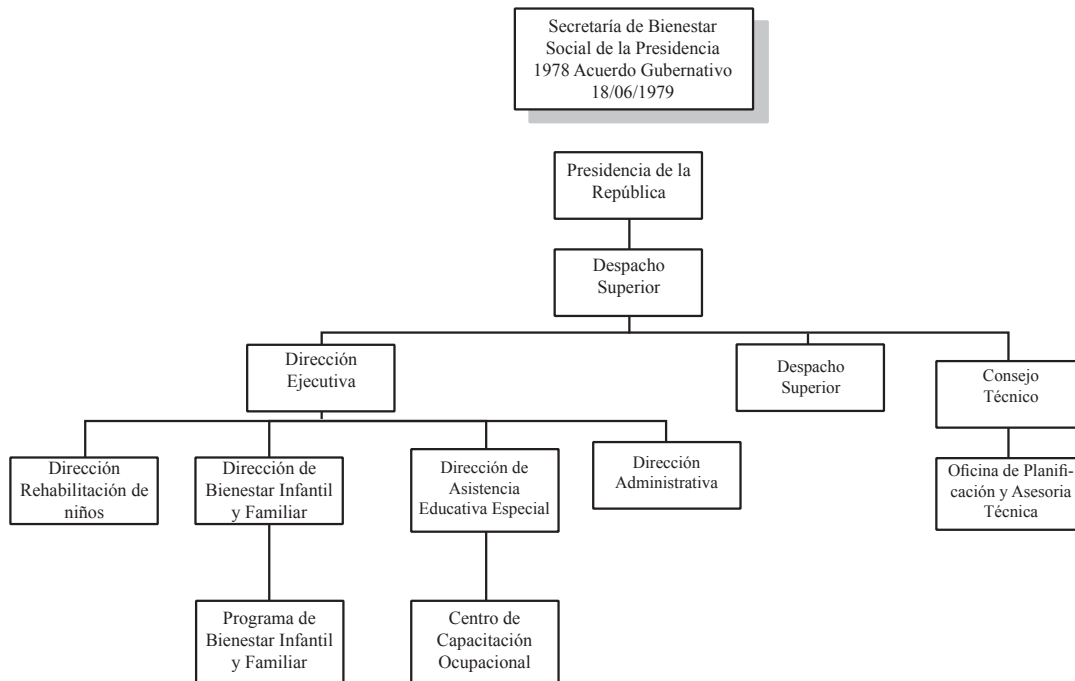 Secretaría de Bienestar
Social de la Presidencia
1978 Acuerdo Gubernativo
18/06/1979
Presidencia de la
República
Despacho
Superior
Dirección
Ejecutiva
Despacho
Superior
Consejo
Técnico
Dirección
Rehabilitación de
niños
Dirección de
Bienestar Infantil
y Familiar
Dirección de
Asistencia
Educativa Especial
Dirección
Administrativa
Oficina de Planifi-
cación y Asesoria
Técnica
Programa de
Bienestar Infantil
y Familiar
Centro de
Capacitación
Ocupacional